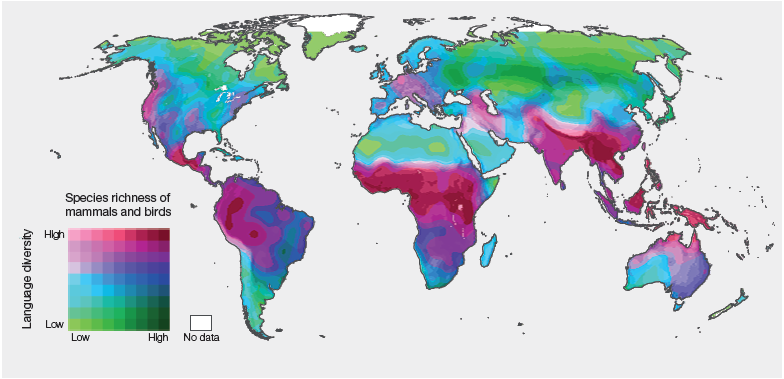 Species richness of
mammals and birds
High
Language diversity
Low
Low
High
No data